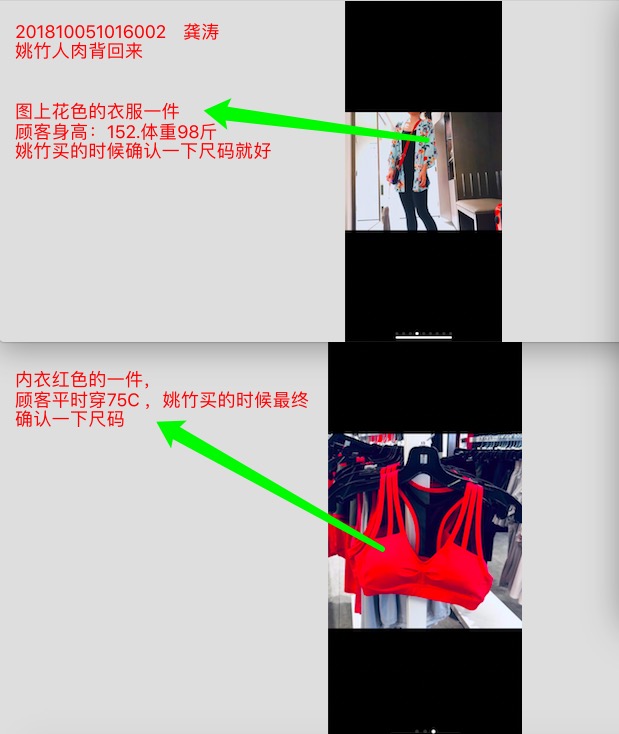 201810051016002 龚涛
姚竹人肉背回来
图上花色的衣服一件
顾客身高：152.体重98斤
姚竹买的时候确认一下尺码就好
内衣红色的一件，
顾客平时穿75C ，姚竹买的时候最终
确认一下尺码